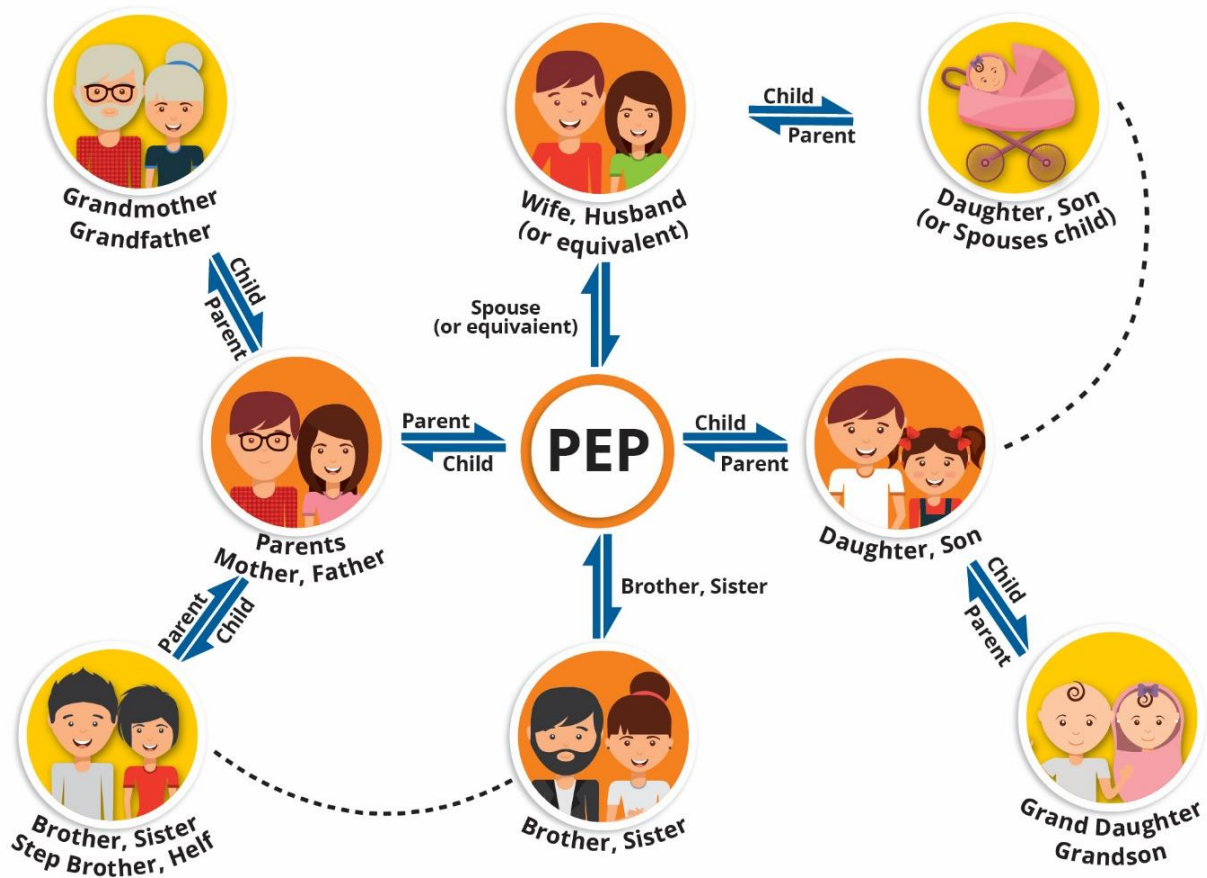 Grandmother
Grandfather
Wife, Husband
(or equivalent)
Child
Parent
Daughter, Son
(or Spouses child)
Child
Parent
Spouse
(or equivaient)
Parent
Child
PEP
Child
Parent
Parents
Mother, Father
Daughter, Son
Parent
Child
Brother, Sister
Child
Parent
Brother, Sister
Step Brother, Helf
Brother, Sister
Grand Daughter
Grandson